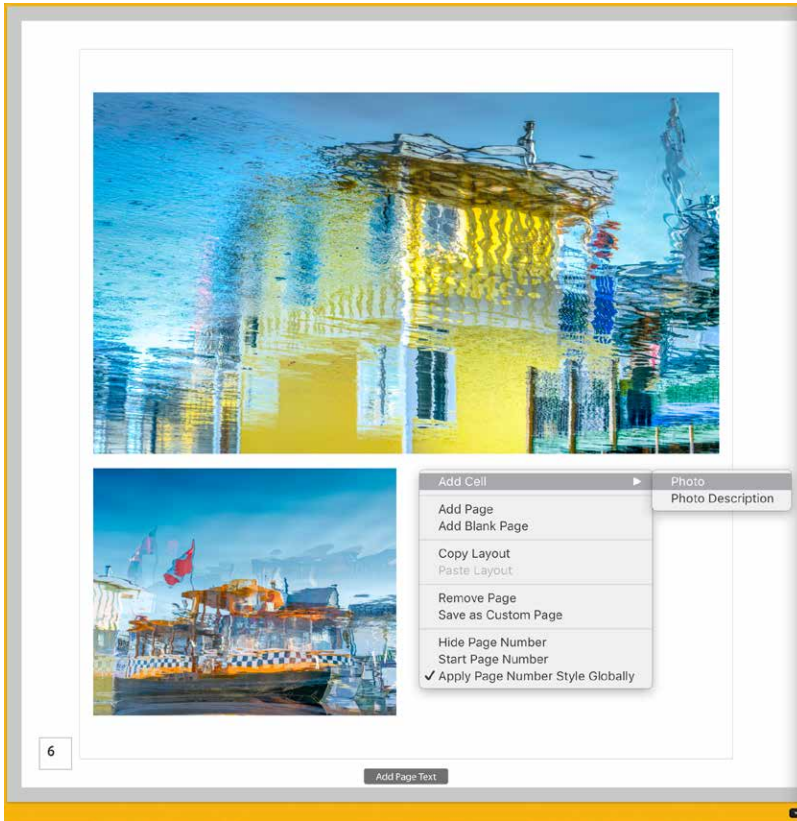 Add Cell
Photo
Photo Description
Add Page
Add Blank Page
Copy Layout
Paste Layout
Remove Page
Save as Custom Page
Hide Page Number
Start Page Number
✓ Apply Page Number Style Globally
6
Add Page Text